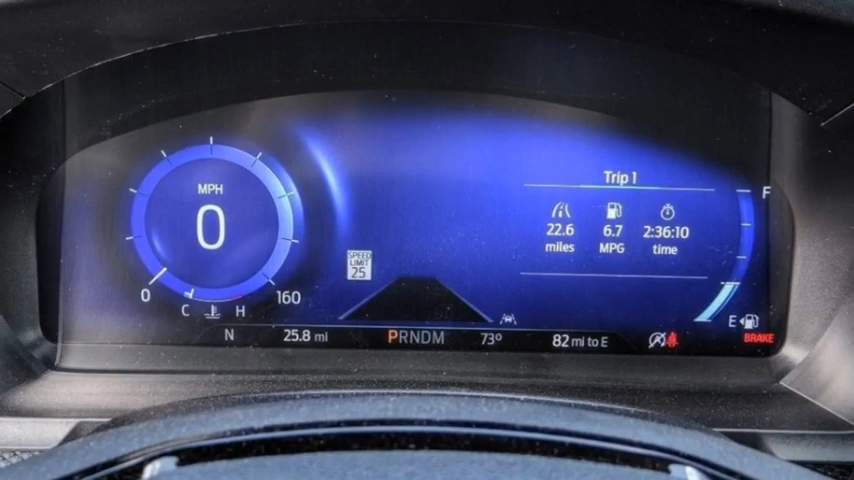 MPH
0
0
160
C
H
SPEED
LIMIT
25
Trip 1
22.6
miles
6.7
MPG
2:36:10
time
F
E
BRAKE
N
25.8 mi
PRNDM
73°
82 mi to E